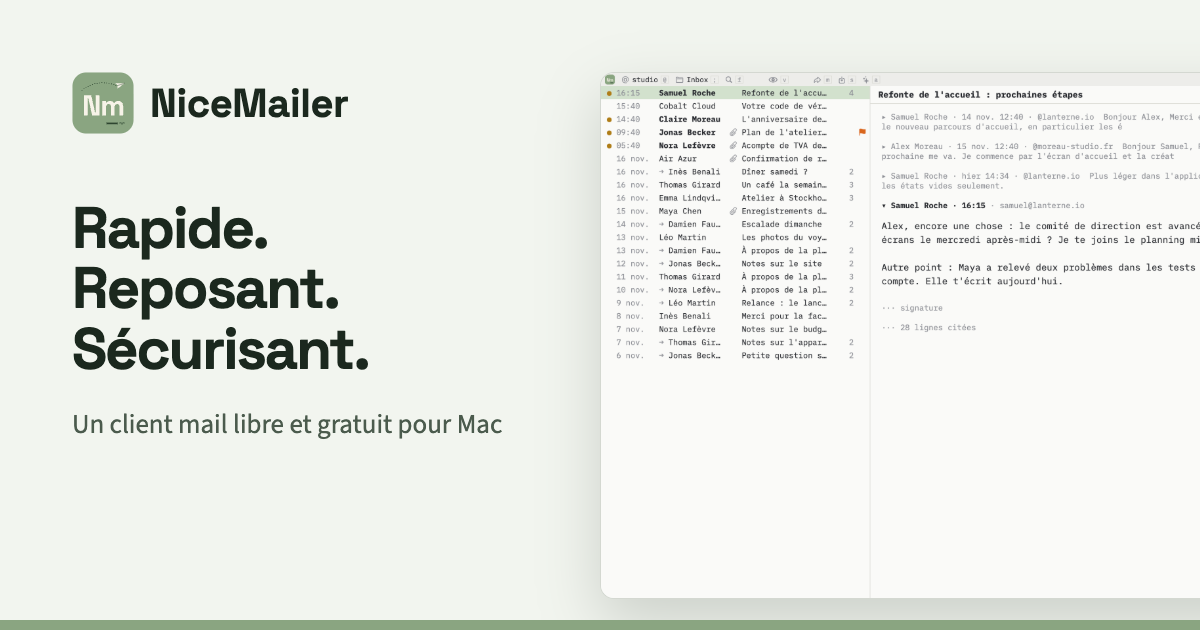 Nm
NiceMailer
Rapide.
Reposant.
Sécurisant.
Un client mail libre et gratuit pour Mac
Nm studio Inbox
16:15 Samuel Roche Refonte de l'accu… 4
15:40 Cobalt Cloud Votre code de vér…
14:40 Claire Moreau L'anniversaire de…
09:40 Jonas Becker Plan de l'atelier…
05:40 Nora Lefèvre Acompte de TVA de…
16 nov. Air Azur Confirmation de r…
16 nov. → Inès Benali Dîner samedi ? 2
16 nov. Thomas Girard Un café la semain… 3
16 nov. Emma Lindqvi… Atelier à Stockho… 3
15 nov. Maya Chen Enregistrements d…
14 nov. → Damien Fau… Escalade dimanche 2
13 nov. Léo Martin Les photos du voy…
13 nov. → Damien Fau… À propos de la pl… 2
12 nov. → Jonas Beck… Notes sur le site 2
11 nov. Thomas Girard À propos de la pl… 3
10 nov. → Nora Lefèv… À propos de la pl… 2
9 nov. → Léo Martin Relance : le lanc… 2
8 nov. Inès Benali Merci pour la fac…
7 nov. Nora Lefèvre Notes sur le budg…
7 nov. → Thomas Gir… Notes sur l'appar… 2
6 nov. → Jonas Beck… Petite question s… 2
Refonte de l'accueil : prochaines étapes
▸ Samuel Roche · 14 nov. 12:40 · @lanterne.io Bonjour Alex, Merci
le nouveau parcours d'accueil, en particulier les é
▸ Alex Moreau · 15 nov. 12:40 · @moreau-studio.fr Bonjour Samuel,
prochaine me va. Je commence par l'écran d'accueil et la créat
▸ Samuel Roche · hier 14:34 · @lanterne.io Plus léger dans l'applic
les états vides seulement.
▾ Samuel Roche · 16:15 · samuel@lanterne.io
Alex, encore une chose : le comité de direction est avancé
écrans le mercredi après-midi ? Je te joins le planning mi
Autre point : Maya a relevé deux problèmes dans les tests
compte. Elle t'écrit aujourd'hui.
··· signature
··· 28 lignes citées